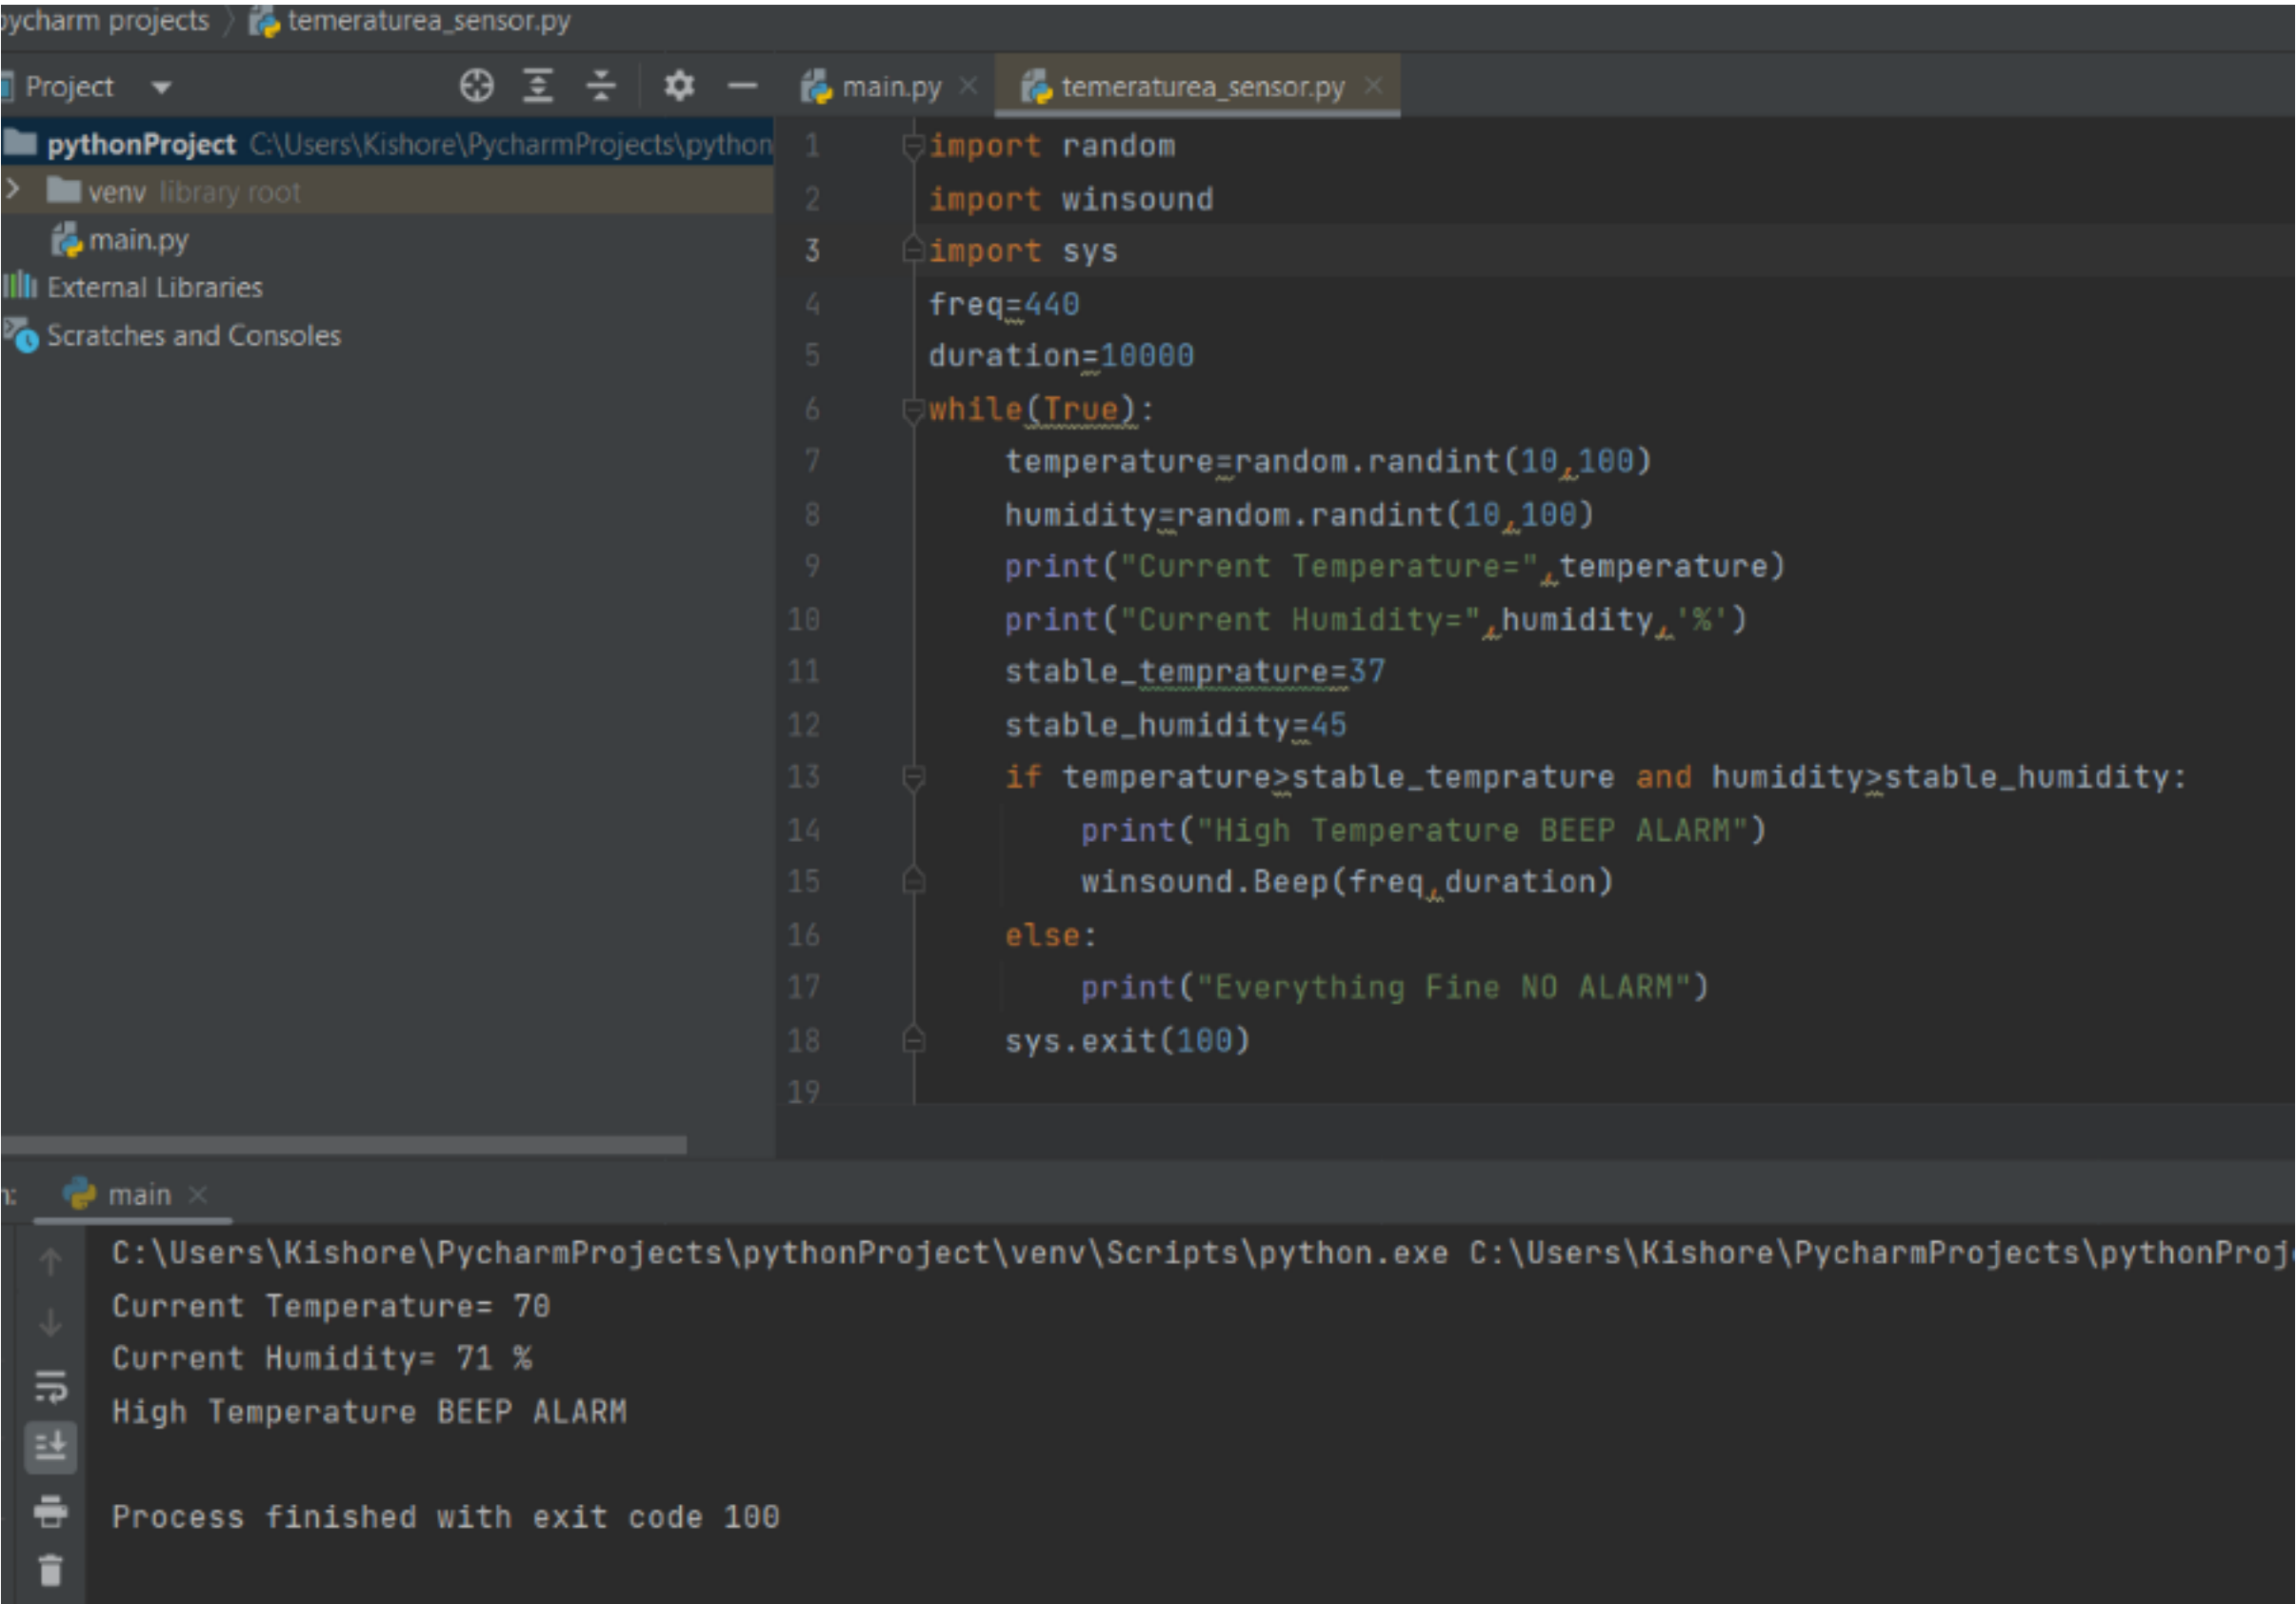 pycharm projects 〉 temeraturea_sensor.py
Project
main.py × temeraturea_sensor.py ×
pythonProject C:\Users\Kishore\PycharmProjects\python
venv library root
main.py
External Libraries
Scratches and Consoles
1 import random
2 import winsound
3 import sys
4 freq=440
5 duration=10000
6 while(True):
7 temperature=random.randint(10,100)
8 humidity=random.randint(10,100)
9 print("Current Temperature=",temperature)
10 print("Current Humidity=",humidity,'%')
11 stable_temprature=37
12 stable_humidity=45
13 if temperature>stable_temprature and humidity>stable_humidity:
14 print("High Temperature BEEP ALARM")
15 winsound.Beep(freq,duration)
16 else:
17 print("Everything Fine NO ALARM")
18 sys.exit(100)
19
n: main ×
C:\Users\Kishore\PycharmProjects\pythonProject\venv\Scripts\python.exe C:\Users\Kishore\PycharmProjects\pythonProj
Current Temperature= 70
Current Humidity= 71 %
High Temperature BEEP ALARM
Process finished with exit code 100